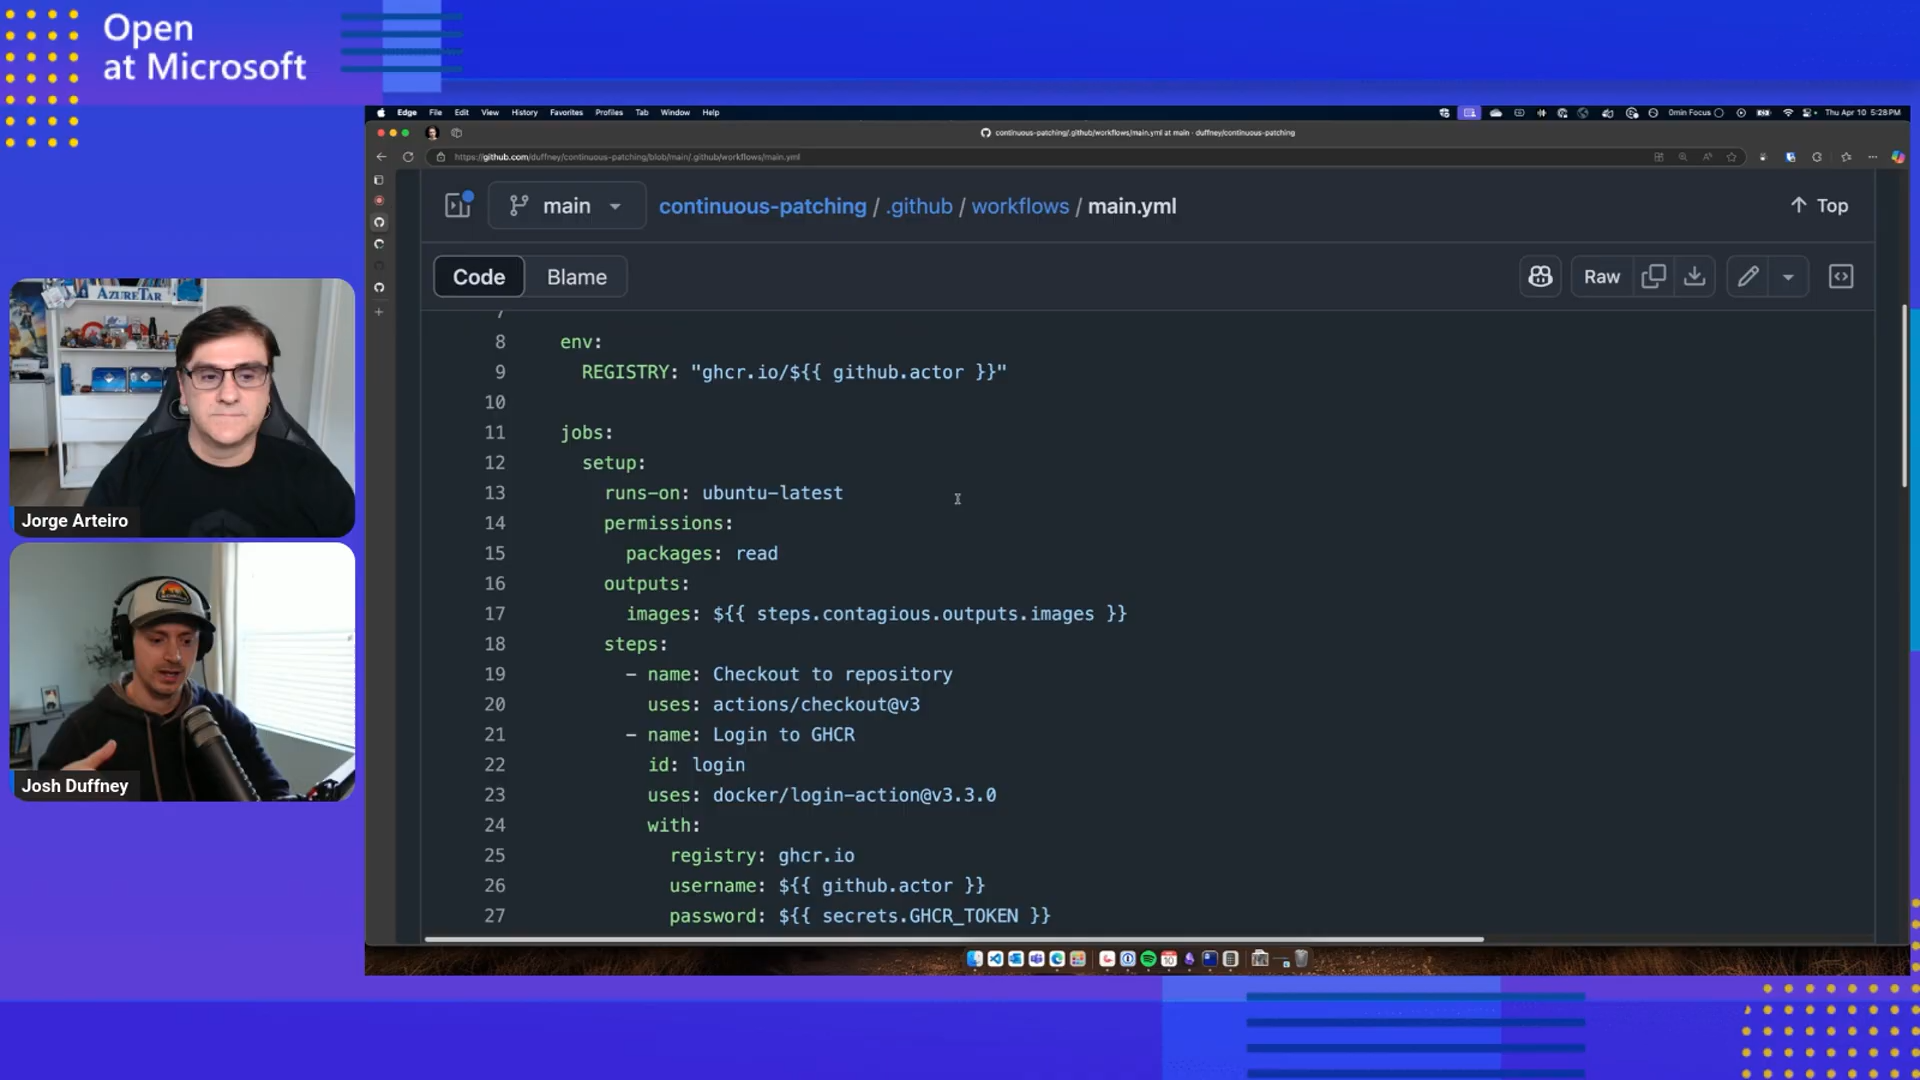 Open
at Microsoft
Edge File Edit View History Favorites Profiles Tab Window Help
0min Focus
Thu Apr 10 5:28 PM
continuous-patching/.github/workflows/main.yml at main · duffney/continuous-patching
https://github.com/duffney/continuous-patching/blob/main/.github/workflows/main.yml
main
continuous-patching / .github / workflows / main.yml
Top
Code
Blame
Raw
7
8 env:
9 REGISTRY: "ghcr.io/${{ github.actor }}"
10
11 jobs:
12 setup:
13 runs-on: ubuntu-latest
14 permissions:
15 packages: read
16 outputs:
17 images: ${{ steps.contagious.outputs.images }}
18 steps:
19 - name: Checkout to repository
20 uses: actions/checkout@v3
21 - name: Login to GHCR
22 id: login
23 uses: docker/login-action@v3.3.0
24 with:
25 registry: ghcr.io
26 username: ${{ github.actor }}
27 password: ${{ secrets.GHCR_TOKEN }}
AZURETAR
Jorge Arteiro
Josh Duffney